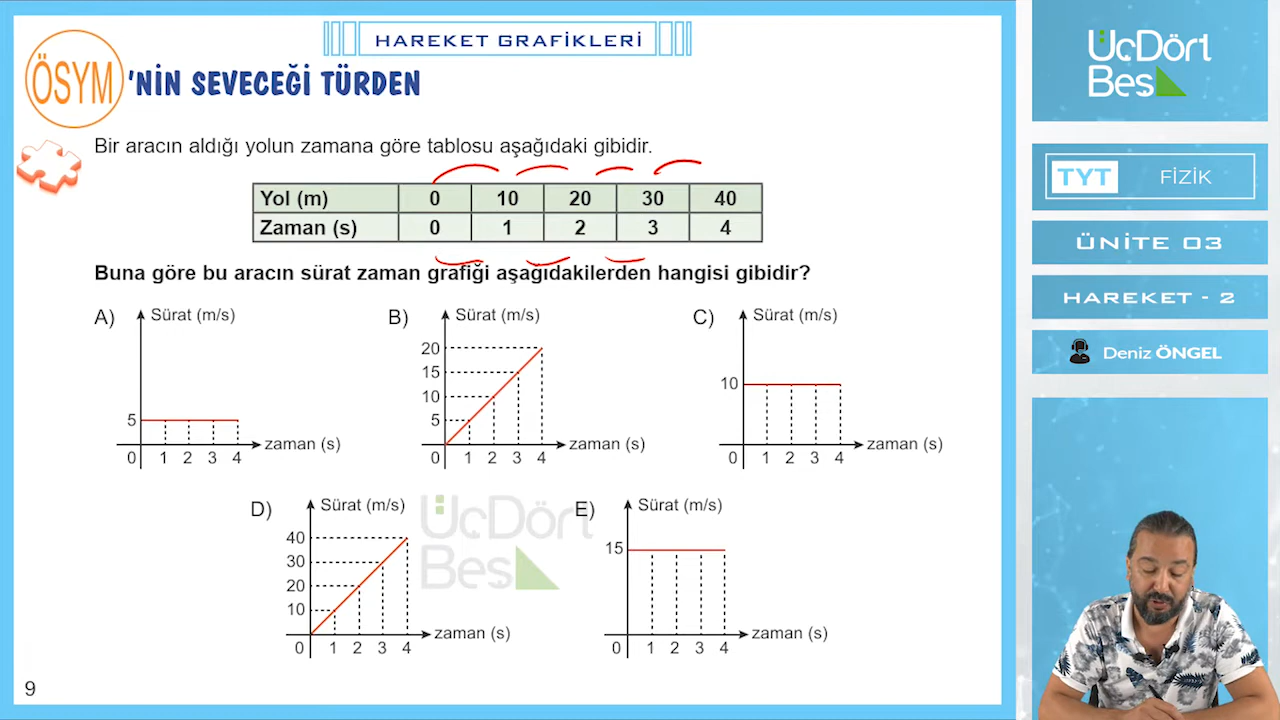 HAREKET GRAFİKLERİ
ÖSYM 'NİN SEVECEĞİ TÜRDEN
Bir aracın aldığı yolun zamana göre tablosu aşağıdaki gibidir.
Yol (m) 0 10 20 30 40
Zaman (s) 0 1 2 3 4
Buna göre bu aracın sürat zaman grafiği aşağıdakilerden hangisi gibidir?
A) Sürat (m/s)
5
zaman (s)
0 1 2 3 4
B) Sürat (m/s)
20
15
10
5
zaman (s)
0 1 2 3 4
C) Sürat (m/s)
10
zaman (s)
0 1 2 3 4
D) Sürat (m/s)
40
30
20
10
zaman (s)
0 1 2 3 4
E) Sürat (m/s)
15
zaman (s)
0 1 2 3 4
ÜçDört
Beş
9
ÜçDört
Beş
TYT FİZİK
ÜNİTE 03
HAREKET - 2
Deniz ÖNGEL